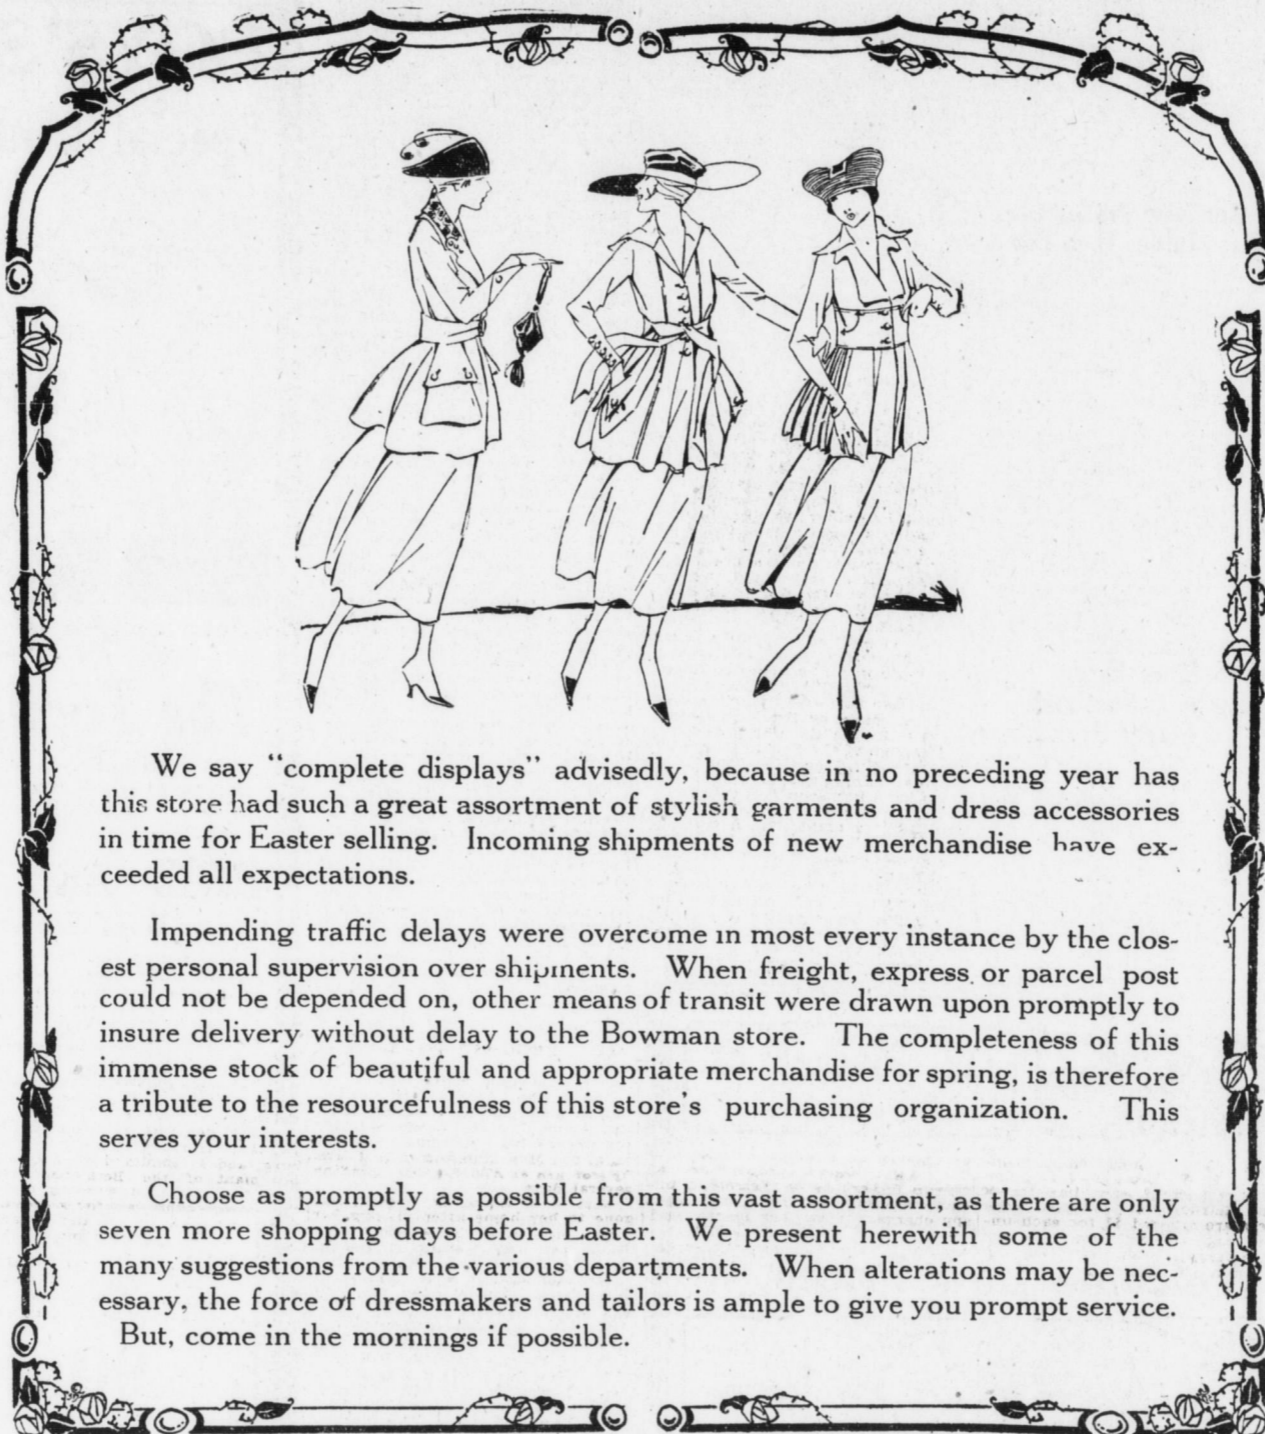 We say "complete displays" advisedly, because in no preceding year has
this store had such a great assortment of stylish garments and dress accessories
in time for Easter selling. Incoming shipments of new merchandise have ex-
ceeded all expectations.
Impending traffic delays were overcome in most every instance by the clos-
est personal supervision over shipments. When freight, express or parcel post
could not be depended on, other means of transit were drawn upon promptly to
insure delivery without delay to the Bowman store. The completeness of this
immense stock of beautiful and appropriate merchandise for spring, is therefore
a tribute to the resourcefulness of this store's purchasing organization. This
serves your interests.
Choose as promptly as possible from this vast assortment, as there are only
seven more shopping days before Easter. We present herewith some of the
many suggestions from the various departments. When alterations may be nec-
essary, the force of dressmakers and tailors is ample to give you prompt service.
But, come in the mornings if possible.